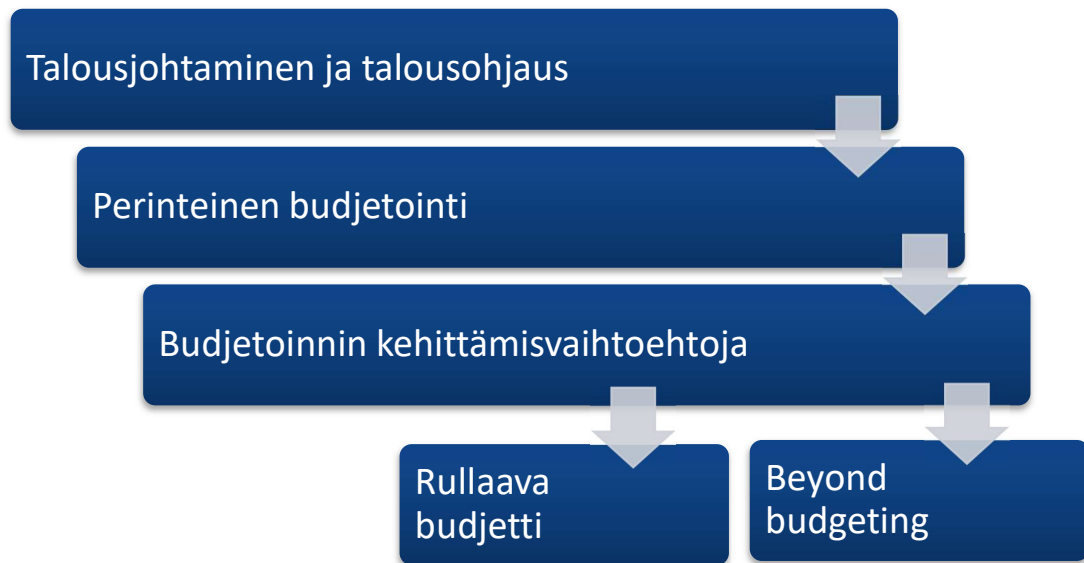 Talousjohtaminen ja talousohjaus
Perinteinen budjetointi
Budjetoinnin kehittämisvaihtoehtoja
Rullaava
budjetti
Beyond
budgeting